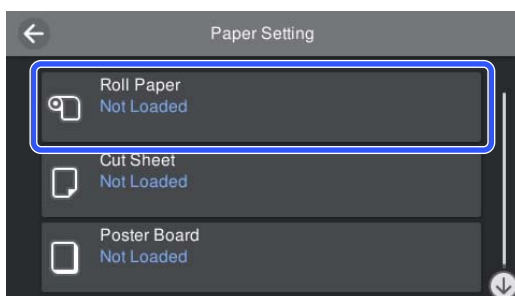 Paper Setting
Roll Paper
Not Loaded
Cut Sheet
Not Loaded
Poster Board
Not Loaded